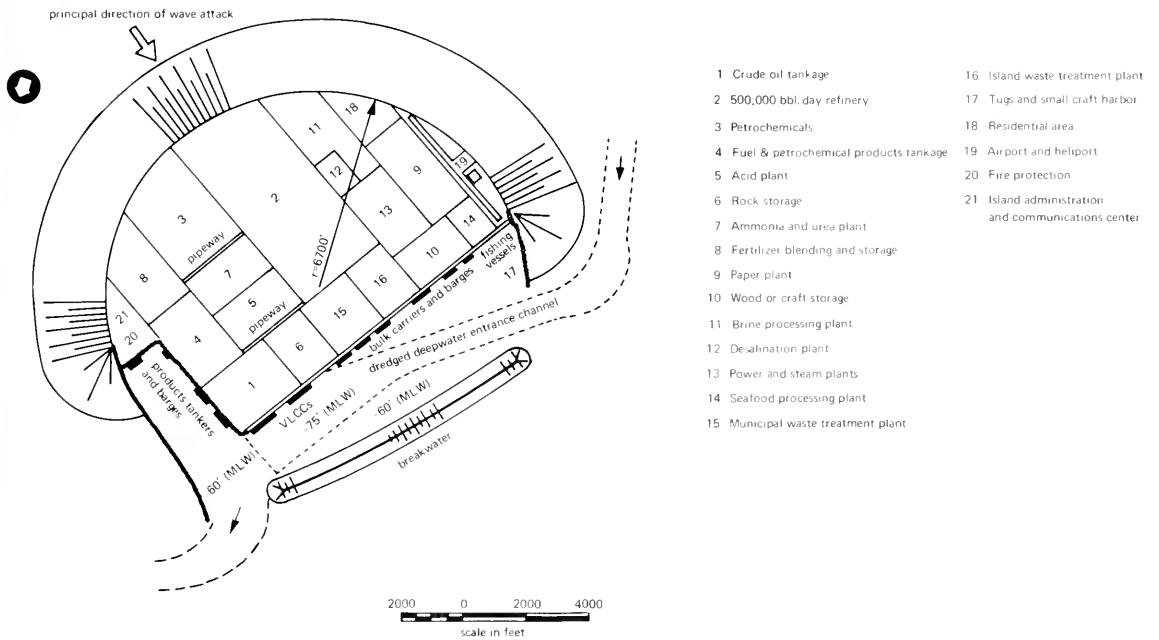 principal direction of wave attack
18
11
12
19
9
2
3
13
14
pipeway
r=6700'
10
fishing
vessels
17
8
7
16
5
pipeway
15
bulk carriers and barges
21
20
4
6
dredged deepwater entrance channel
1
products tankers
and barges
VLCCs
-75' (MLW)
-60' (MLW)
breakwater
60' (MLW)
2000 0 2000 4000
scale in feet
1 Crude oil tankage
2 500,000 bbl. day refinery
3 Petrochemicals
4 Fuel & petrochemical products tankage
5 Acid plant
6 Rock storage
7 Ammonia and urea plant
8 Fertilizer blending and storage
9 Paper plant
10 Wood or craft storage
11 Brine processing plant
12 Desalination plant
13 Power and steam plants
14 Seafood processing plant
15 Municipal waste treatment plant
16 Island waste treatment plant
17 Tugs and small craft harbor
18 Residential area
19 Airport and heliport
20 Fire protection
21 Island administration
and communications center